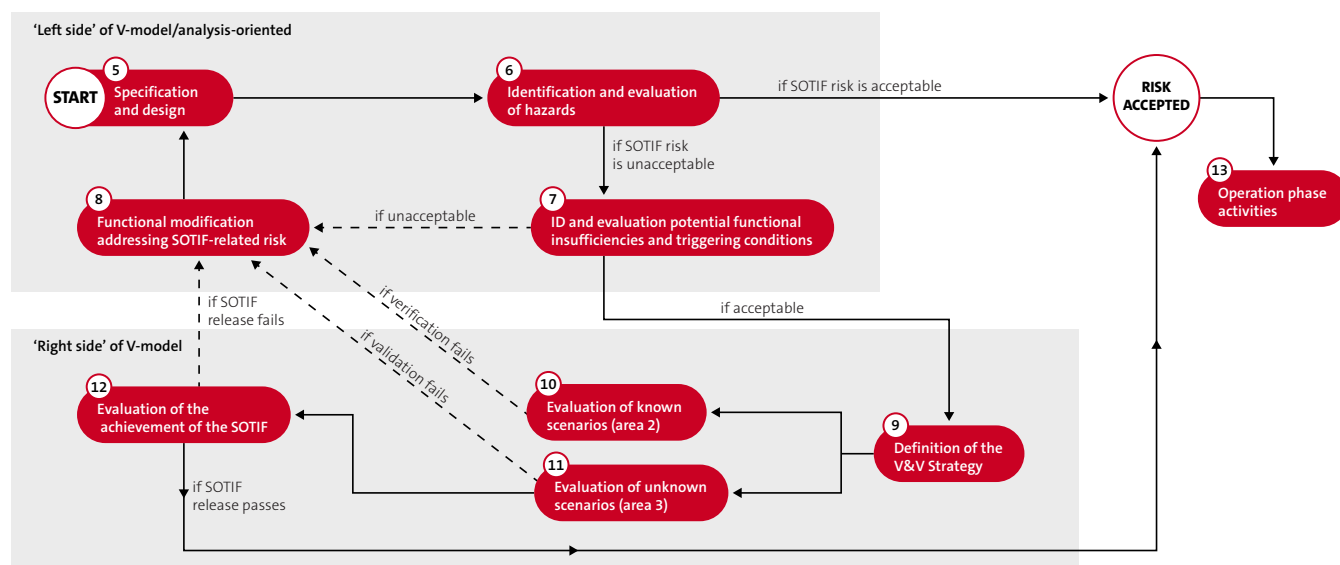 ‘Left side’ of V-model/analysis-oriented
5
START
Specification
and design
6
Identification and evaluation
of hazards
if SOTIF risk is acceptable
RISK
ACCEPTED
if SOTIF risk
is unacceptable
13
Operation phase
activities
8
Functional modification
addressing SOTIF-related risk
if unacceptable
7
ID and evaluation potential functional
insufficiencies and triggering conditions
if SOTIF
release fails
if verification fails
if validation fails
if acceptable
‘Right side’ of V-model
12
Evaluation of the
achievement of the SOTIF
10
Evaluation of known
scenarios (area 2)
9
Definition of the
V&V Strategy
11
Evaluation of unknown
scenarios (area 3)
if SOTIF
release passes